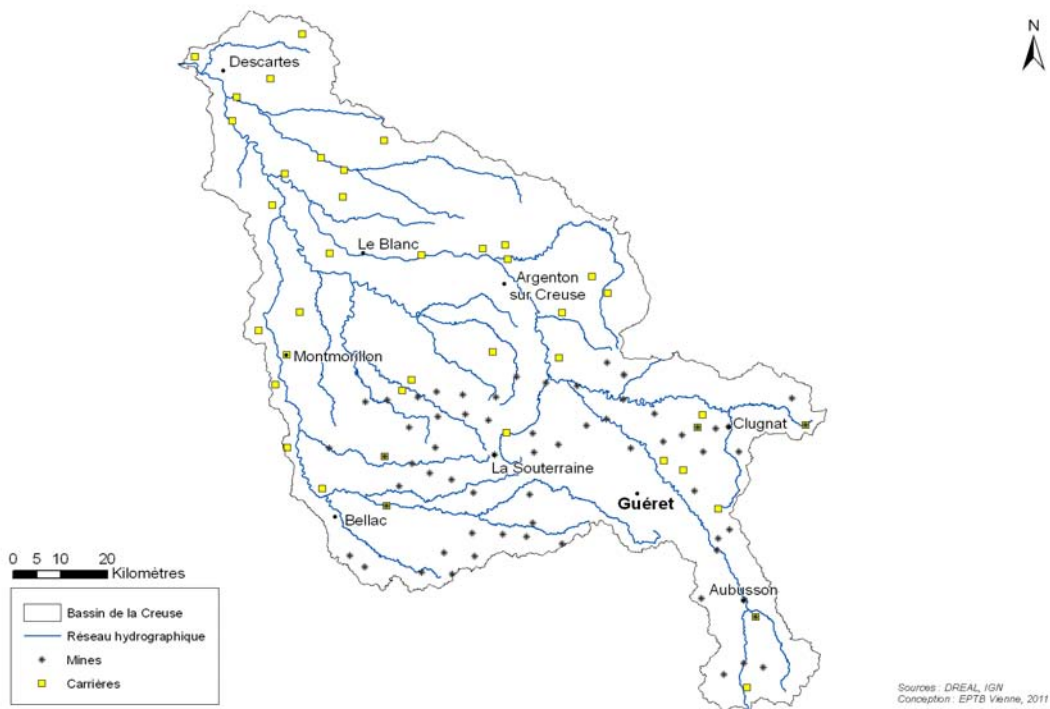 N
Descartes
Le Blanc
Argenton
sur Creuse
Montmorillon
Clugnat
La Souterraine
Guéret
Bellac
Aubusson
0 5 10 20
Kilomètres
Bassin de la Creuse
Réseau hydrographique
Mines
Carrières
Sources : DREAL, IGN
Conception : EPTB Vienne, 2011